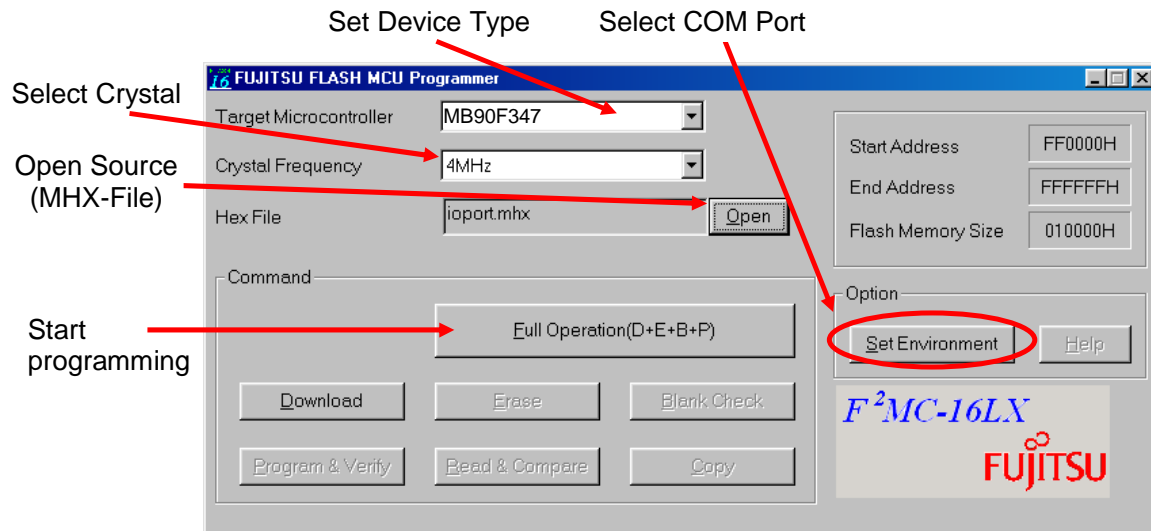 Set Device Type
Select COM Port
16 FUJITSU FLASH MCU Programmer
Select Crystal
Target Microcontroller
MB90F347
Crystal Frequency
4MHz
Open Source
(MHX-File)
Hex File
ioport.mhx
Open
Start Address
FF0000H
End Address
FFFFFFH
Flash Memory Size
010000H
Command
Start
programming
Full Operation(D+E+B+P)
Download
Erase
Blank Check
Program & Verify
Read & Compare
Copy
Option
Set Environment
Help
F²MC-16LX
FUJITSU